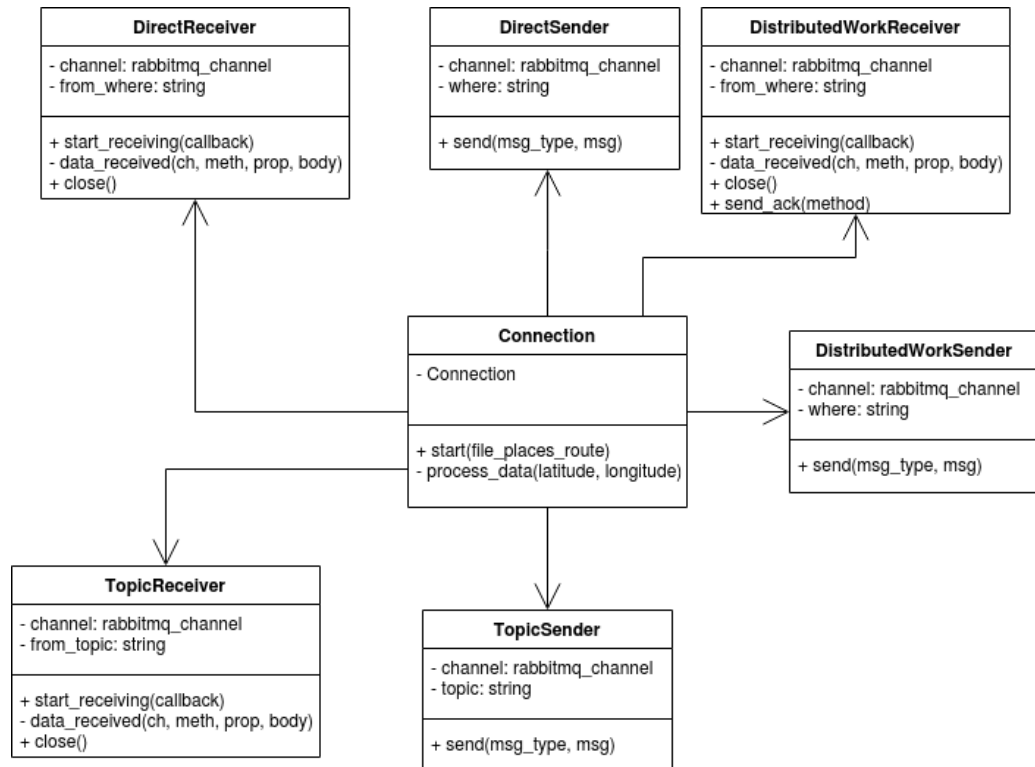 DirectReceiver
- channel: rabbitmq_channel
- from_where: string
+ start_receiving(callback)
- data_received(ch, meth, prop, body)
+ close()
DirectSender
- channel: rabbitmq_channel
- where: string
+ send(msg_type, msg)
DistributedWorkReceiver
- channel: rabbitmq_channel
- from_where: string
+ start_receiving(callback)
- data_received(ch, meth, prop, body)
+ close()
+ send_ack(method)
Connection
- Connection
+ start(file_places_route)
- process_data(latitude, longitude)
DistributedWorkSender
- channel: rabbitmq_channel
- where: string
+ send(msg_type, msg)
TopicReceiver
- channel: rabbitmq_channel
- from_topic: string
+ start_receiving(callback)
- data_received(ch, meth, prop, body)
+ close()
TopicSender
- channel: rabbitmq_channel
- topic: string
+ send(msg_type, msg)